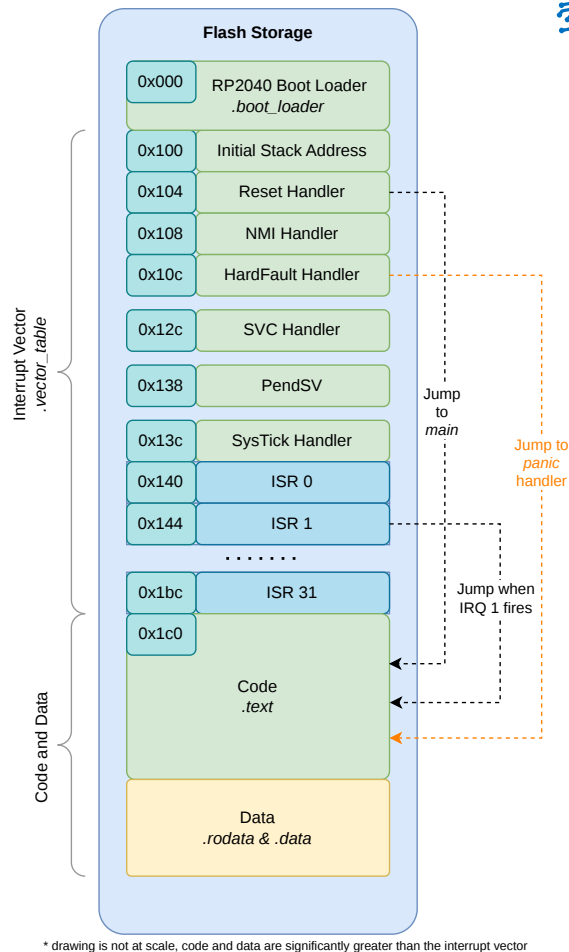 Flash Storage
0x000
RP2040 Boot Loader
.boot_loader
0x100 Initial Stack Address
0x104 Reset Handler
0x108 NMI Handler
0x10c HardFault Handler
0x12c SVC Handler
0x138 PendSV
0x13c SysTick Handler
0x140 ISR 0
0x144 ISR 1
. . . . . . .
0x1bc ISR 31
0x1c0
Code
.text
Data
.rodata & .data
Interrupt Vector
.vector_table
Code and Data
Jump
to
main
Jump to
panic
handler
Jump when
IRQ 1 fires
* drawing is not at scale, code and data are significantly greater than the interrupt vector